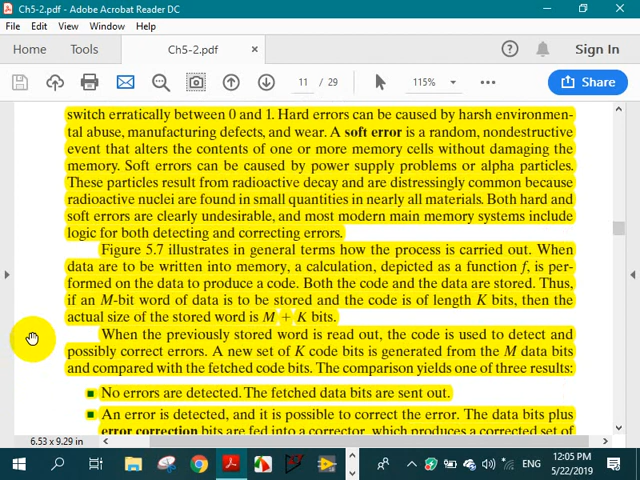 Ch5-2.pdf - Adobe Acrobat Reader DC
File Edit View Window Help
Home Tools Ch5-2.pdf × ? Sign In
11 / 29 115% Share
switch erratically between 0 and 1. Hard errors can be caused by harsh environmen-
tal abuse, manufacturing defects, and wear. A soft error is a random, nondestructive
event that alters the contents of one or more memory cells without damaging the
memory. Soft errors can be caused by power supply problems or alpha particles.
These particles result from radioactive decay and are distressingly common because
radioactive nuclei are found in small quantities in nearly all materials. Both hard and
soft errors are clearly undesirable, and most modern main memory systems include
logic for both detecting and correcting errors.
Figure 5.7 illustrates in general terms how the process is carried out. When
data are to be written into memory, a calculation, depicted as a function f, is per-
formed on the data to produce a code. Both the code and the data are stored. Thus,
if an M-bit word of data is to be stored and the code is of length K bits, then the
actual size of the stored word is M + K bits.
When the previously stored word is read out, the code is used to detect and
possibly correct errors. A new set of K code bits is generated from the M data bits
and compared with the fetched code bits. The comparison yields one of three results:
■ No errors are detected. The fetched data bits are sent out.
■ An error is detected, and it is possible to correct the error. The data bits plus
error correction bits are fed into a corrector, which produces a corrected set of
6.53 x 9.29 in
12:05 PM
ENG
5/22/2019